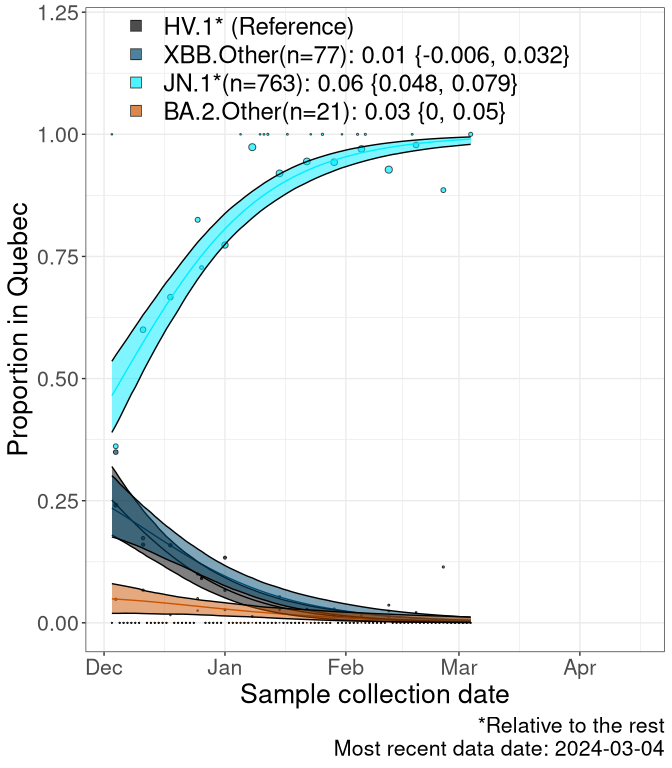 HV.1* (Reference)
XBB.Other(n=77): 0.01 {-0.006, 0.032}
JN.1*(n=763): 0.06 {0.048, 0.079}
BA.2.Other(n=21): 0.03 {0, 0.05}
1.25
1.00
0.75
0.50
0.25
0.00
Proportion in Quebec
Dec Jan Feb Mar Apr
Sample collection date
*Relative to the rest
Most recent data date: 2024-03-04